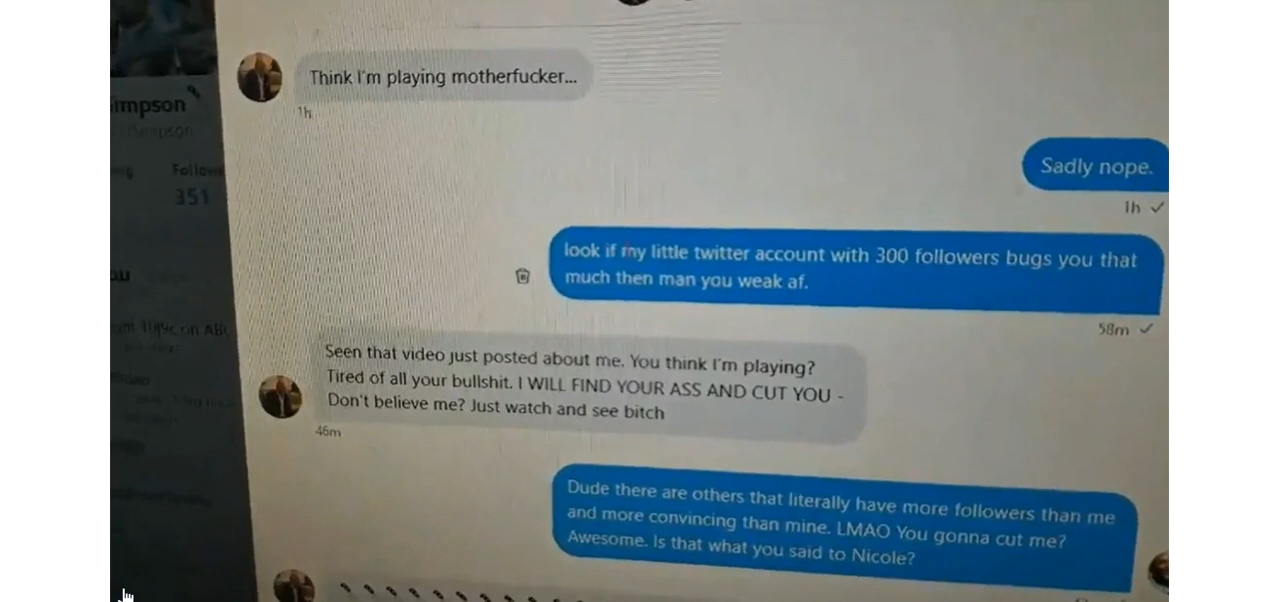 Think I'm playing motherfucker...
1h
Sadly nope.
1h
impson
Simpson
351
look if my little twitter account with 300 followers bugs you that
much then man you weak af.
58m
Seen that video just posted about me. You think I'm playing?
Tired of all your bullshit. I WILL FIND YOUR ASS AND CUT YOU -
Don't believe me? Just watch and see bitch
46m
Dude there are others that literally have more followers than me
and more convincing than mine. LMAO You gonna cut me?
Awesome. Is that what you said to Nicole?